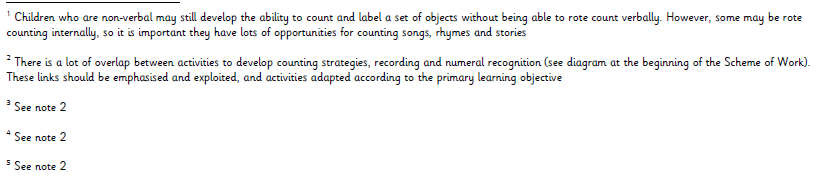 ¹ Children who are non-verbal may still develop the ability to count and label a set of objects without being able to rote count verbally. However, some may be rote
counting internally, so it is important they have lots of opportunities for counting songs, rhymes and stories
² There is a lot of overlap between activities to develop counting strategies, recording and numeral recognition (see diagram at the beginning of the Scheme of Work).
These links should be emphasised and exploited, and activities adapted according to the primary learning objective
³ See note 2
⁴ See note 2
⁵ See note 2